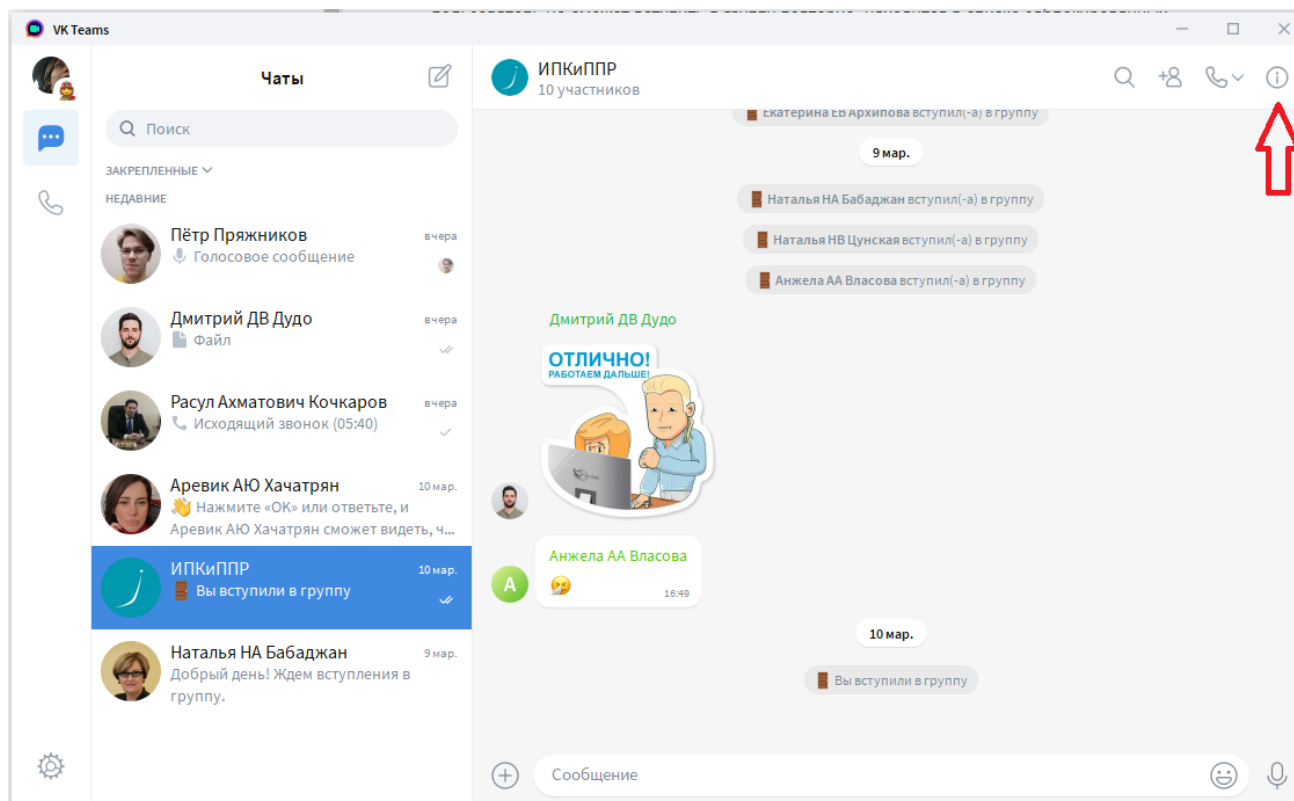 VK Teams
Чаты
Поиск
ЗАКРЕПЛЕННЫЕ
НЕДАВНИЕ
Пётр Пряжников
вчера
Голосовое сообщение
Дмитрий ДВ Дудо
вчера
Файл
Расул Ахматович Кочкаров
вчера
Исходящий звонок (05:40)
Аревик АЮ Хачатрян
10 мар.
Нажмите «ОК» или ответьте, и
Аревик АЮ Хачатрян сможет видеть, ч...
ИПКиППР
10 мар.
Вы вступили в группу
Наталья НА Бабаджан
9 мар.
Добрый день! Ждем вступления в
группу.
ИПКиППР
10 участников
Екатерина ЕВ Архипова вступил(-а) в группу
9 мар.
Наталья НА Бабаджан вступил(-а) в группу
Наталья НВ Цунская вступил(-а) в группу
Анжела АА Власова вступил(-а) в группу
Дмитрий ДВ Дудо
ОТЛИЧНО!
РАБОТАЕМ ДАЛЬШЕ!
Анжела АА Власова
А
16:49
10 мар.
Вы вступили в группу
Сообщение